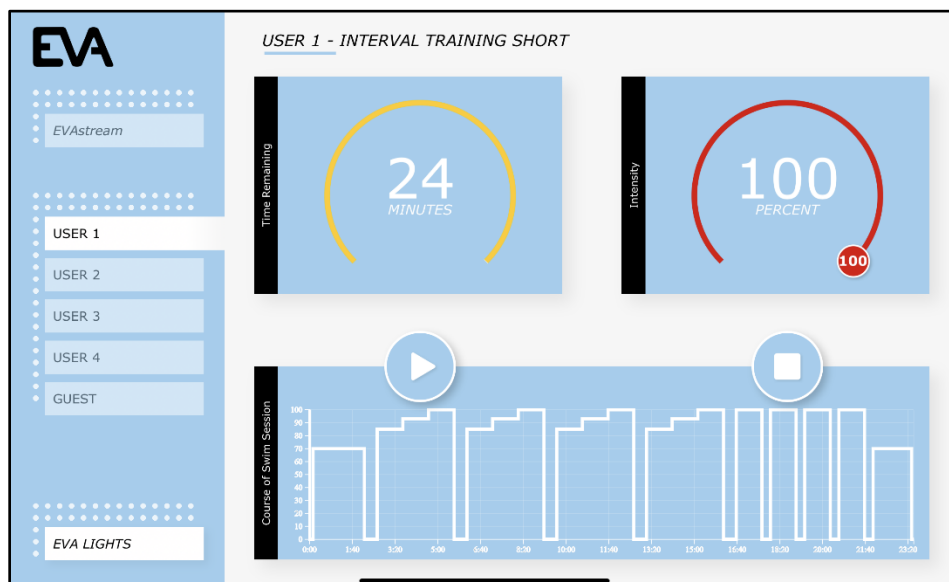 EVA
USER 1 - INTERVAL TRAINING SHORT
EVAstream
USER 1
USER 2
USER 3
USER 4
GUEST
EVA LIGHTS
Time Remaining
24
MINUTES
Intensity
100
PERCENT
100
Course of Swim Session
100
90
80
70
60
50
40
30
20
10
0
0:00 1:40 3:20 5:00 6:40 8:20 10:00 11:40 13:20 15:00 16:40 18:20 20:00 21:40 23:20